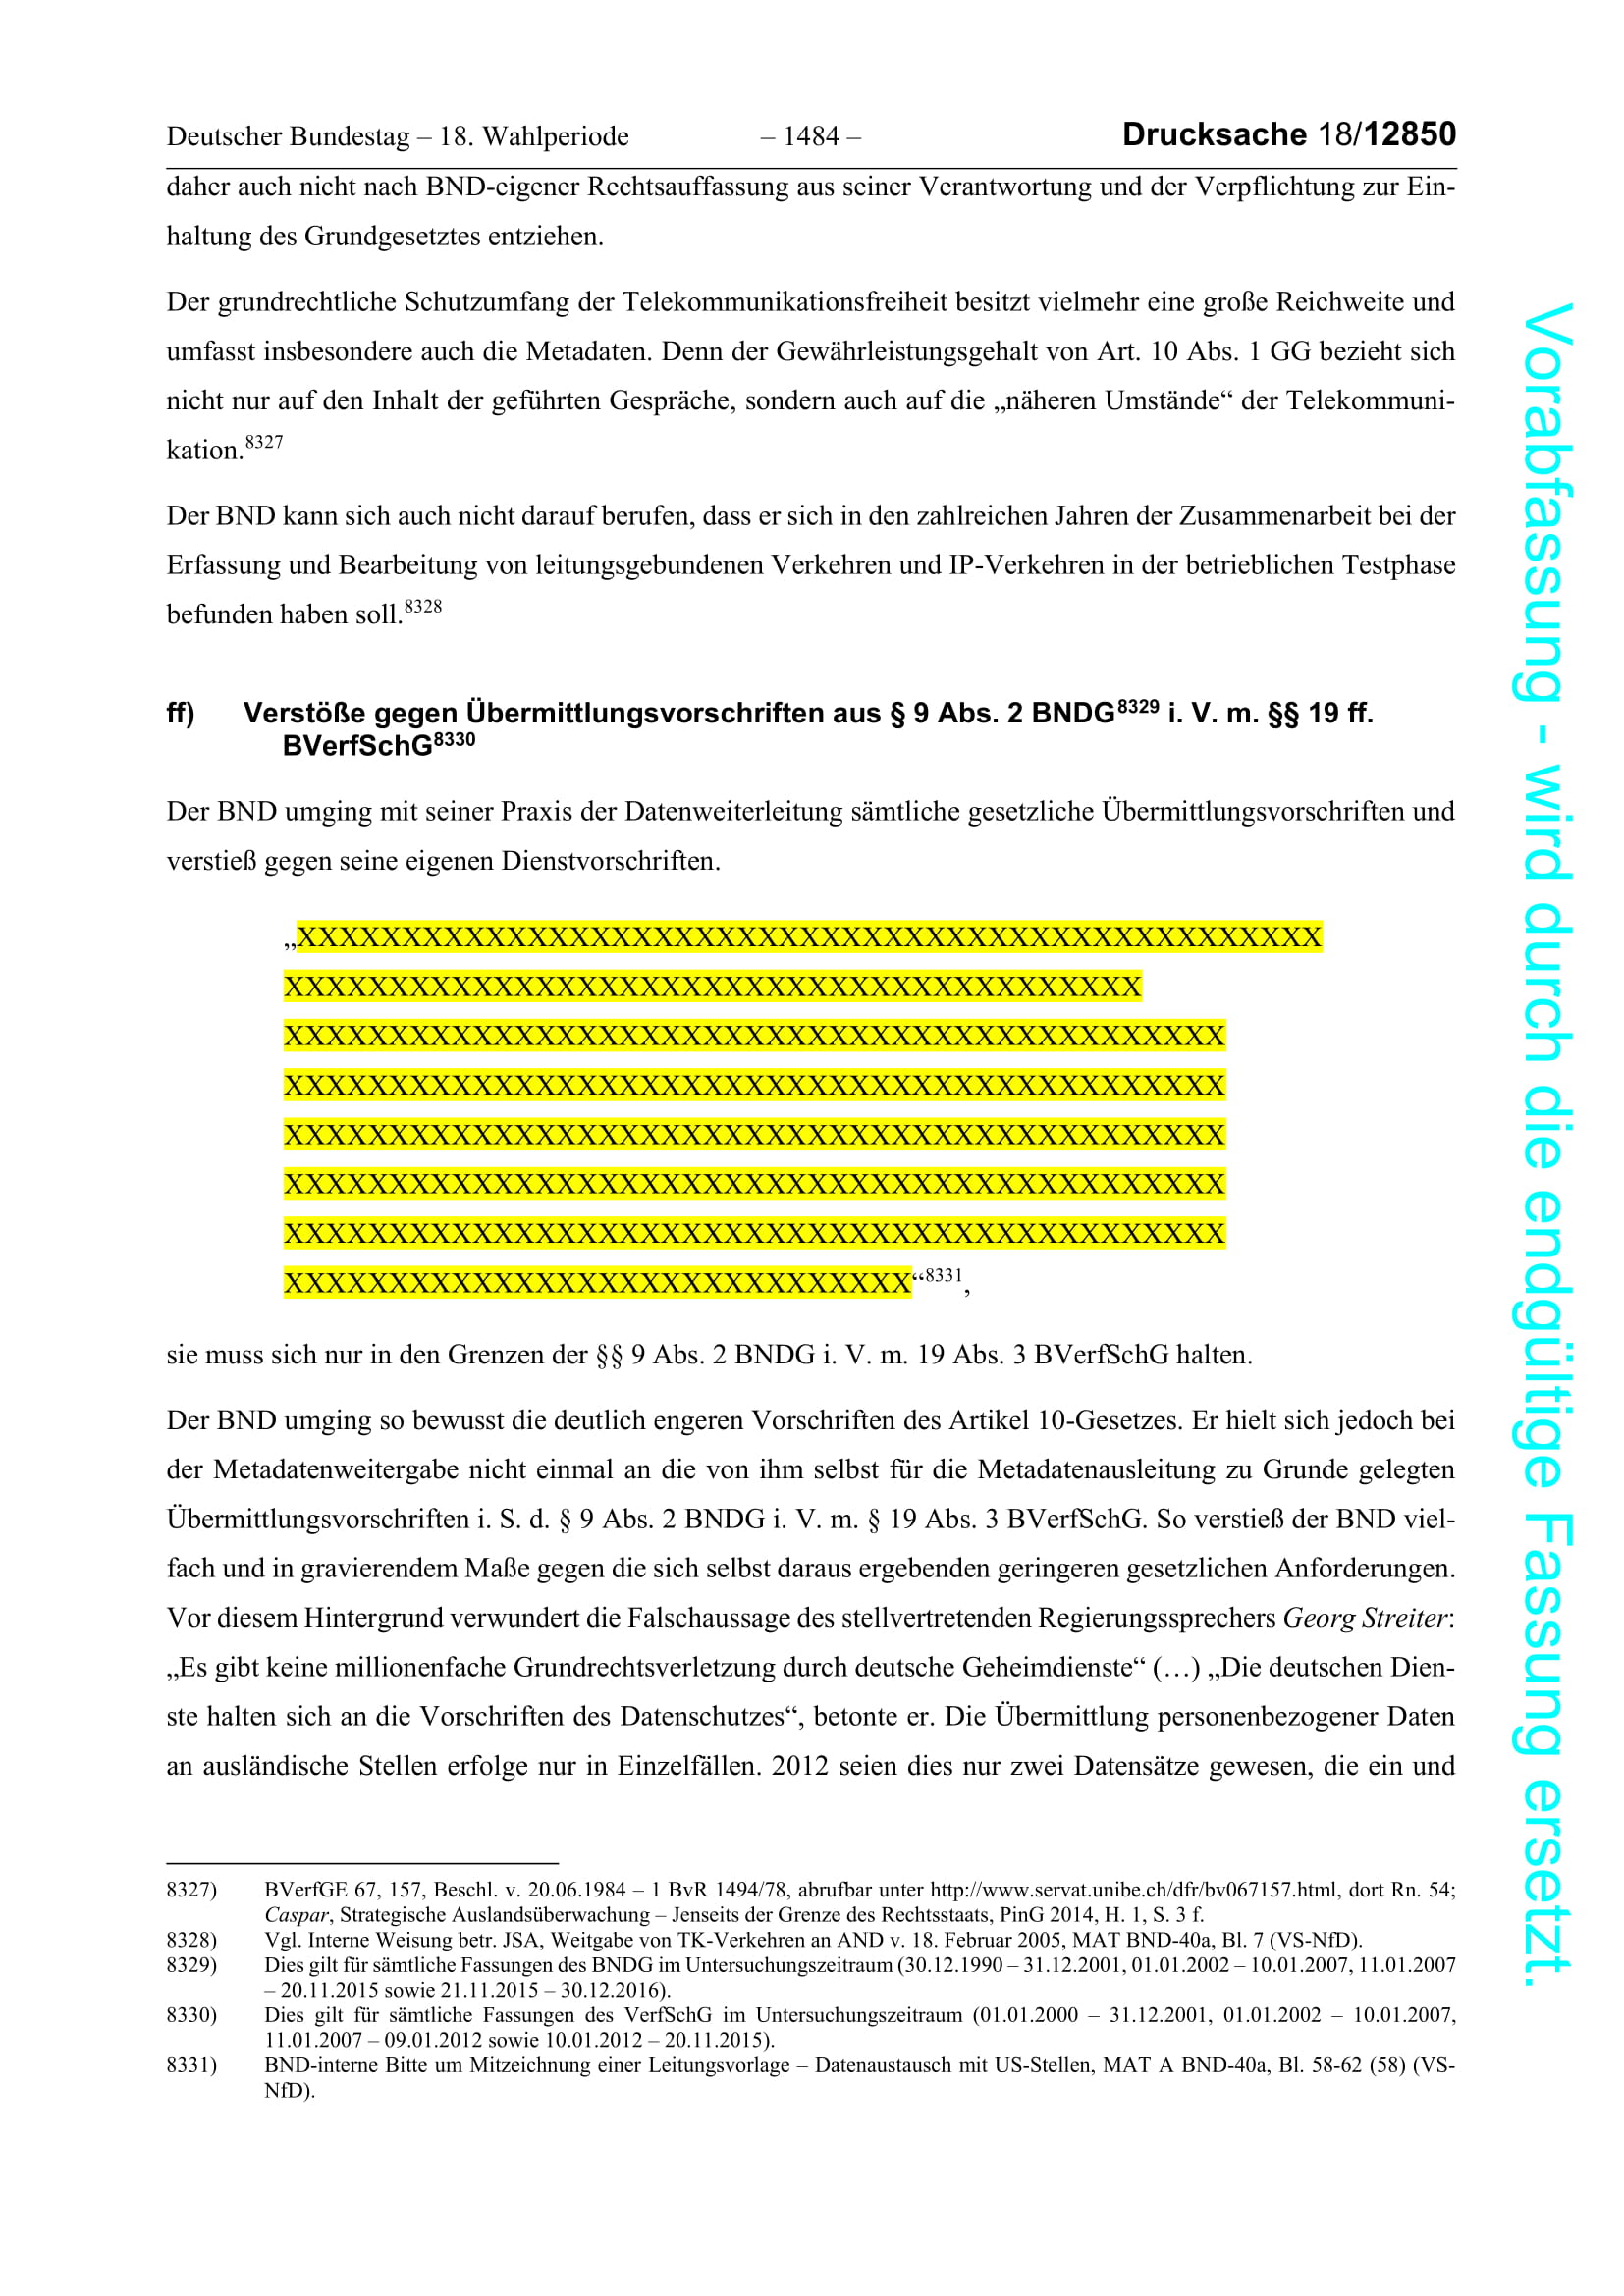 Deutscher Bundestag – 18. Wahlperiode – 1484 – Drucksache 18/12850
daher auch nicht nach BND-eigener Rechtsauffassung aus seiner Verantwortung und der Verpflichtung zur Ein-
haltung des Grundgesetztes entziehen.
Der grundrechtliche Schutzumfang der Telekommunikationsfreiheit besitzt vielmehr eine große Reichweite und
umfasst insbesondere auch die Metadaten. Denn der Gewährleistungsgehalt von Art. 10 Abs. 1 GG bezieht sich
nicht nur auf den Inhalt der geführten Gespräche, sondern auch auf die „näheren Umstände“ der Telekommuni-
kation.8327
Der BND kann sich auch nicht darauf berufen, dass er sich in den zahlreichen Jahren der Zusammenarbeit bei der
Erfassung und Bearbeitung von leitungsgebundenen Verkehren und IP-Verkehren in der betrieblichen Testphase
befunden haben soll.8328
ff) Verstöße gegen Übermittlungsvorschriften aus § 9 Abs. 2 BNDG8329 i. V. m. §§ 19 ff.
BVerfSchG8330
Der BND umging mit seiner Praxis der Datenweiterleitung sämtliche gesetzliche Übermittlungsvorschriften und
verstieß gegen seine eigenen Dienstvorschriften.
„XXXXXXXXXXXXXXXXXXXXXXXXXXXXXXXXXXXXXXXXXXXXXXXXX
XXXXXXXXXXXXXXXXXXXXXXXXXXXXXXXXXXXXXXXXX
XXXXXXXXXXXXXXXXXXXXXXXXXXXXXXXXXXXXXXXXXXXXX
XXXXXXXXXXXXXXXXXXXXXXXXXXXXXXXXXXXXXXXXXXXXX
XXXXXXXXXXXXXXXXXXXXXXXXXXXXXXXXXXXXXXXXXXXXX
XXXXXXXXXXXXXXXXXXXXXXXXXXXXXXXXXXXXXXXXXXXXX
XXXXXXXXXXXXXXXXXXXXXXXXXXXXXXXXXXXXXXXXXXXXX
XXXXXXXXXXXXXXXXXXXXXXXXXXXXXX“8331,
sie muss sich nur in den Grenzen der §§ 9 Abs. 2 BNDG i. V. m. 19 Abs. 3 BVerfSchG halten.
Der BND umging so bewusst die deutlich engeren Vorschriften des Artikel 10-Gesetzes. Er hielt sich jedoch bei
der Metadatenweitergabe nicht einmal an die von ihm selbst für die Metadatenausleitung zu Grunde gelegten
Übermittlungsvorschriften i. S. d. § 9 Abs. 2 BNDG i. V. m. § 19 Abs. 3 BVerfSchG. So verstieß der BND viel-
fach und in gravierendem Maße gegen die sich selbst daraus ergebenden geringeren gesetzlichen Anforderungen.
Vor diesem Hintergrund verwundert die Falschaussage des stellvertretenden Regierungssprechers Georg Streiter:
„Es gibt keine millionenfache Grundrechtsverletzung durch deutsche Geheimdienste“ (…) „Die deutschen Dien-
ste halten sich an die Vorschriften des Datenschutzes“, betonte er. Die Übermittlung personenbezogener Daten
an ausländische Stellen erfolge nur in Einzelfällen. 2012 seien dies nur zwei Datensätze gewesen, die ein und
8327) BVerfGE 67, 157, Beschl. v. 20.06.1984 – 1 BvR 1494/78, abrufbar unter http://www.servat.unibe.ch/dfr/bv067157.html, dort Rn. 54;
Caspar, Strategische Auslandsüberwachung – Jenseits der Grenze des Rechtsstaats, PinG 2014, H. 1, S. 3 f.
8328) Vgl. Interne Weisung betr. JSA, Weitgabe von TK-Verkehren an AND v. 18. Februar 2005, MAT BND-40a, Bl. 7 (VS-NfD).
8329) Dies gilt für sämtliche Fassungen des BNDG im Untersuchungszeitraum (30.12.1990 – 31.12.2001, 01.01.2002 – 10.01.2007, 11.01.2007
– 20.11.2015 sowie 21.11.2015 – 30.12.2016).
8330) Dies gilt für sämtliche Fassungen des VerfSchG im Untersuchungszeitraum (01.01.2000 – 31.12.2001, 01.01.2002 – 10.01.2007,
11.01.2007 – 09.01.2012 sowie 10.01.2012 – 20.11.2015).
8331) BND-interne Bitte um Mitzeichnung einer Leitungsvorlage – Datenaustausch mit US-Stellen, MAT A BND-40a, Bl. 58-62 (58) (VS-
NfD).
Vorabfassung - wird durch die endgültige Fassung ersetzt.